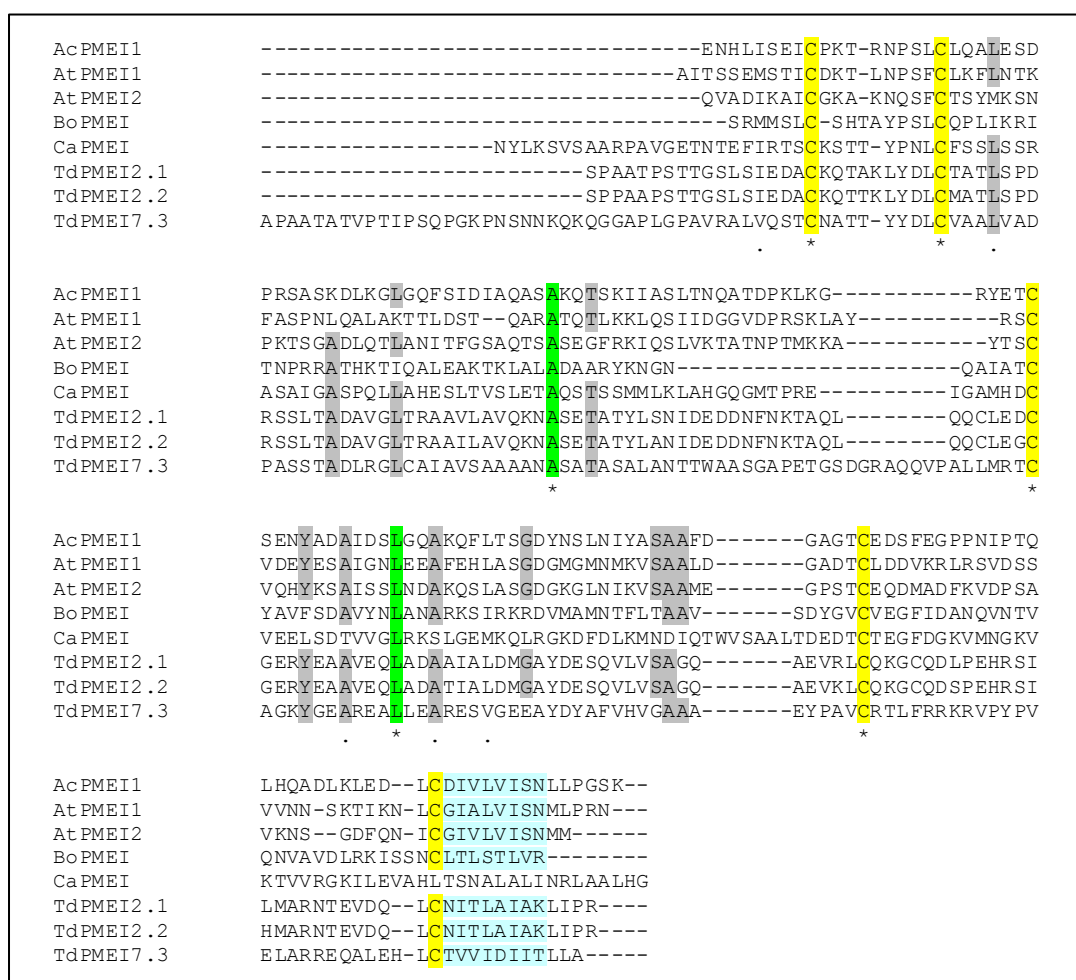 AcPMEI1 ----------------------------------ENHLISEICPKT-RNPSLCLQALESD
AtPMEI1 --------------------------------AITSSEMSTICDKT-LNPSFCLKFLNTK
AtPMEI2 ----------------------------------QVADIKAICGKA-KNQSFCTSYMKSN
BoPMEI ------------------------------------SRMMSLC-SHTAYPSLCQPLIKRI
CaPMEI ------------------NYLKSVSAARPAVGETNTEFIRTSCKSTT-YPNLCFSSLSSR
TdPMEI2.1 -------------------------SPAATPSTTGSLSIEDACKQTAKLYDLCTATLSPD
TdPMEI2.2 -------------------------SPPAAPSTTGSLSIEDACKQTTKLYDLCMATLSPD
TdPMEI7.3 APAATATVPTIPSQPGKPNSNNKQKQGGAPLGPAVRALVQSTCNATT-YYDLCVAALVAD
. * * .
AcPMEI1 PRSASKDLKGLGQFSIDIAQASAKQTSKIIASLTNQATDPKLKG-----------RYETC
AtPMEI1 FASPNLQALAKTTLDST--QARATQTLKKLQSIIDGGVDPRSKLAY-----------RSC
AtPMEI2 PKTSGADLQTLANITFGSAQTSASEGFRKIQSLVKTATNPTMKKA-----------YTSC
BoPMEI TNPRRATHKTIQALEAKTKLALADAARYKNGN----------------------QAIATC
CaPMEI ASAIGASPQLLAHESLTVSLETAQSTSSMMLKLAHGQGMTPRE----------IGAMHDC
TdPMEI2.1 RSSLTADAVGLTRAAVLAVQKNASETATYLSNIDEDDNFNKTAQL--------QQCLEDC
TdPMEI2.2 RSSLTADAVGLTRAAILAVQKNASETATYLANIDEDDNFNKTAQL--------QQCLEGC
TdPMEI7.3 PASSTADLRGLCAIAVSAAAANASATASALANTTWAASGAPETGSDGRAQQVPALLMRTC
* *
AcPMEI1 SENYADAIDSLGQAKQFLTSGDYNSLNIYASAAFD-------GAGTCEDSFEGPPNIPTQ
AtPMEI1 VDEYESAIGNLEEAFEHLASGDGMGMNMKVSAALD-------GADTCLDDVKRLRSVDSS
AtPMEI2 VQHYKSAISSLNDAKQSLASGDGKGLNIKVSAAME-------GPSTCEQDMADFKVDPSA
BoPMEI YAVFSDAVYNLANARKSIRKRDVMAMNTFLTAAV-------SDYGVCVEGFIDANQVNTV
CaPMEI VEELSDTVVGLRKSLGEMKQLRGKDFDLKMNDIQTWVSAALTDEDTCTEGFDGKVMNGKV
TdPMEI2.1 GERYEAAVEQLADAAIALDMGAYDESQVLVSAGQ-------AEVRLCQKGCQDLPEHRSI
TdPMEI2.2 GERYEAAVEQLADATIALDMGAYDESQVLVSAGQ-------AEVKLCQKGCQDSPEHRSI
TdPMEI7.3 AGKYGEAREALLEARESVGEEAYDYAFVHVGAAA-------EYPAVCRTLFRRKRVPYPV
. * . . *
AcPMEI1 LHQADLKLED--LCDIVLVISNLLPGSK--
AtPMEI1 VVNN-SKTIKN-LCGIALVISNMLPRN---
AtPMEI2 VKNS--GDFQN-ICGIVLVISNMM------
BoPMEI QNVAVDLRKISSNCLTLSTLVR--------
CaPMEI KTVVRGKILEVAHLTSNALALINRLAALHG
TdPMEI2.1 LMARNTEVDQ--LCNITLAIAKLIPR----
TdPMEI2.2 HMARNTEVDQ--LCNITLAIAKLIPR----
TdPMEI7.3 ELARREQALEH-LCTVVIDIITLLA-----